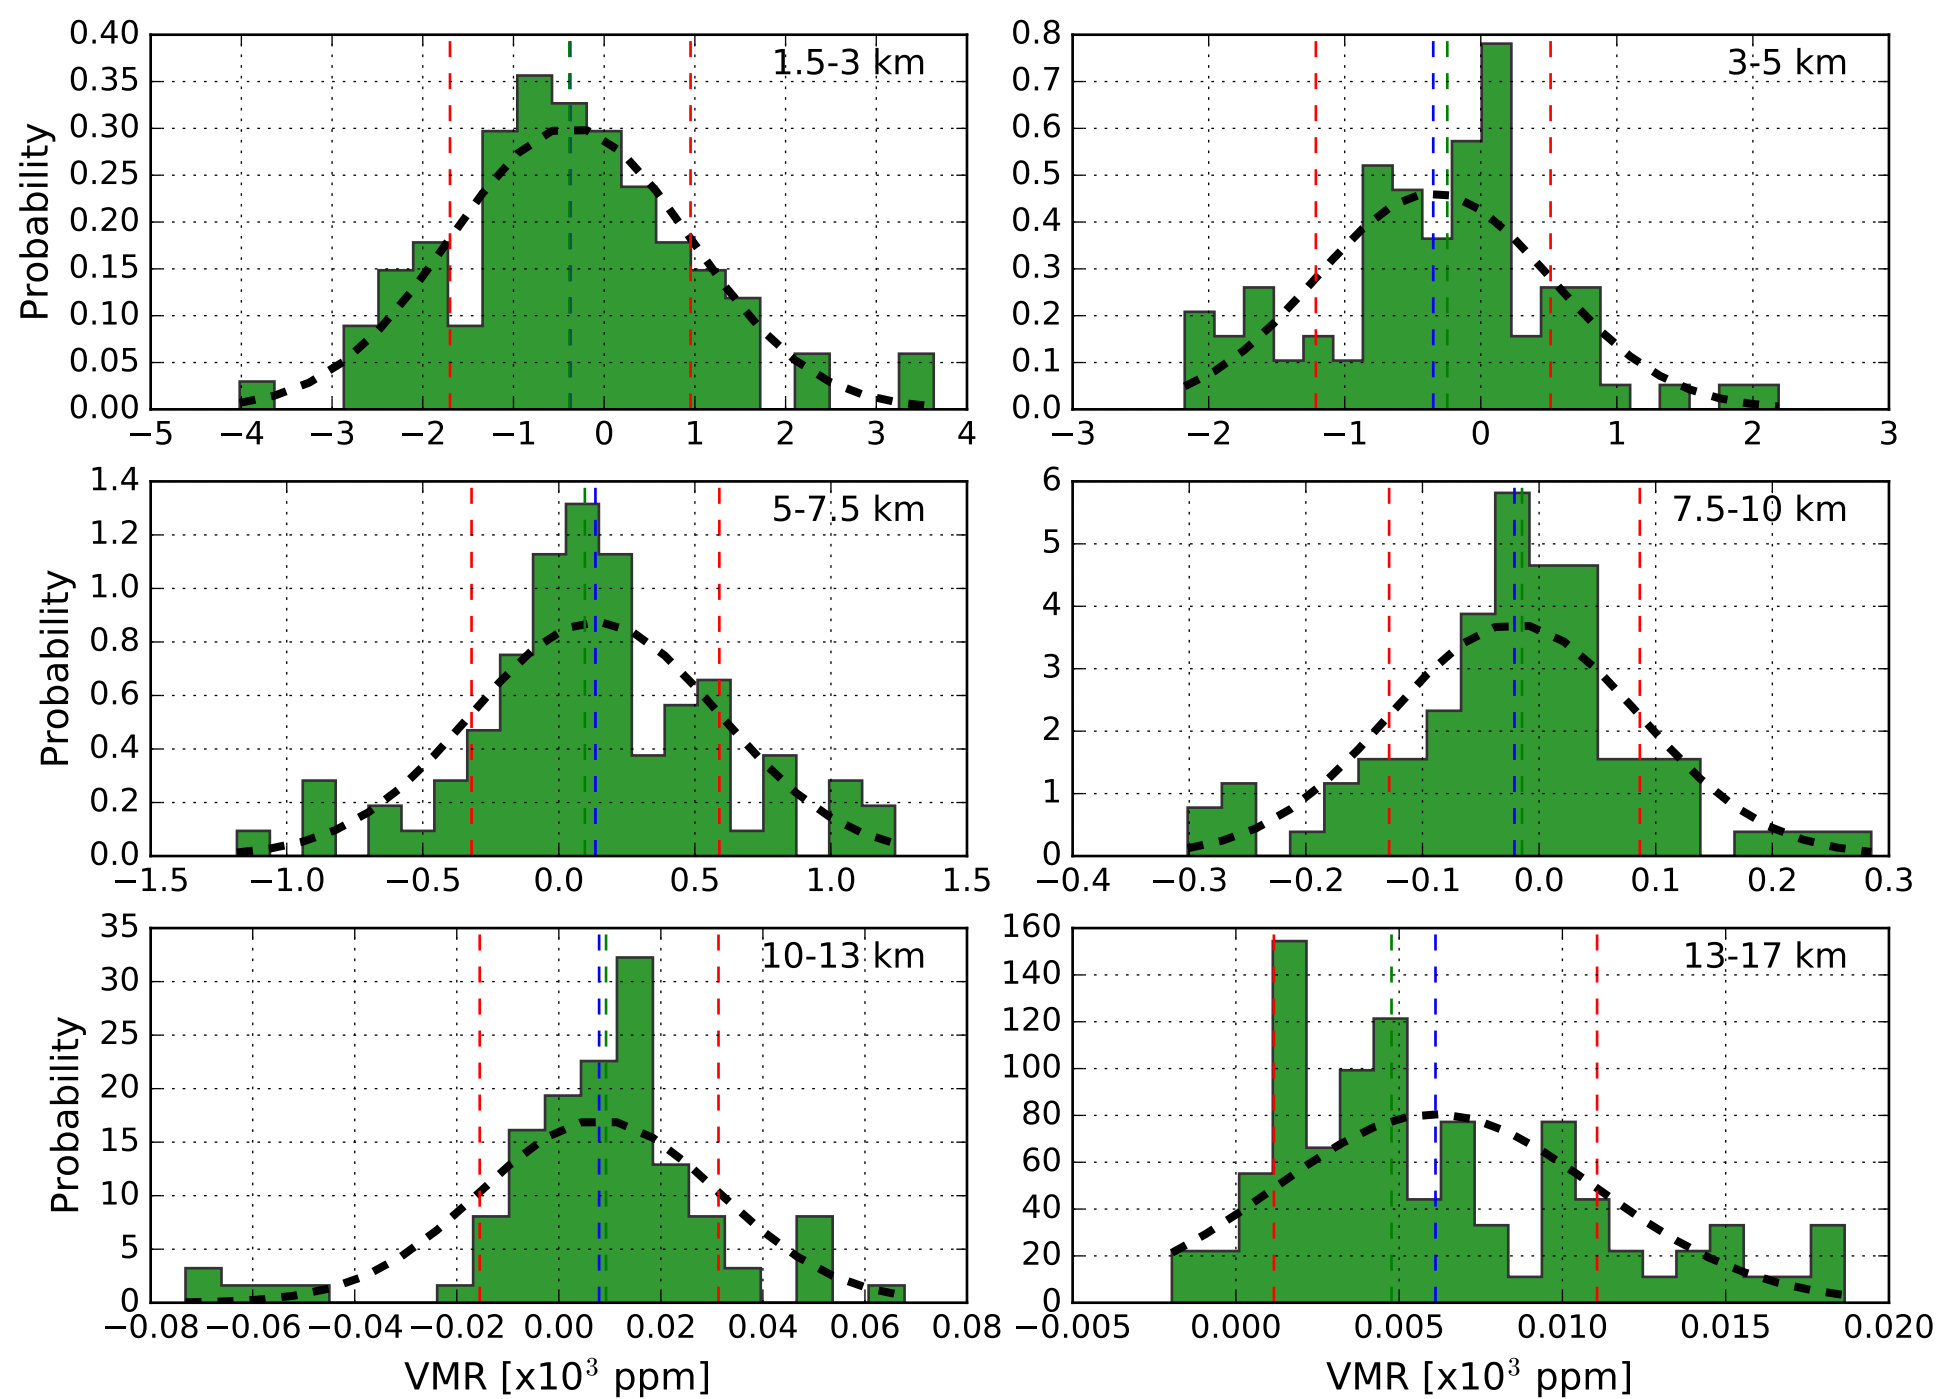 0.40
0.35
0.30
0.25
0.20
0.15
0.10
0.05
0.00
Probability
1.5-3 km
−5 −4 −3 −2 −1 0 1 2 3 4
0.8
0.7
0.6
0.5
0.4
0.3
0.2
0.1
0.0
3-5 km
−3 −2 −1 0 1 2 3
1.4
1.2
1.0
0.8
0.6
0.4
0.2
0.0
Probability
5-7.5 km
−1.5 −1.0 −0.5 0.0 0.5 1.0 1.5
6
5
4
3
2
1
0
7.5-10 km
−0.4 −0.3 −0.2 −0.1 0.0 0.1 0.2 0.3
35
30
25
20
15
10
5
0
Probability
10-13 km
−0.08 −0.06 −0.04 −0.02 0.00 0.02 0.04 0.06 0.08
VMR [x10³ ppm]
160
140
120
100
80
60
40
20
0
13-17 km
−0.005 0.000 0.005 0.010 0.015 0.020
VMR [x10³ ppm]